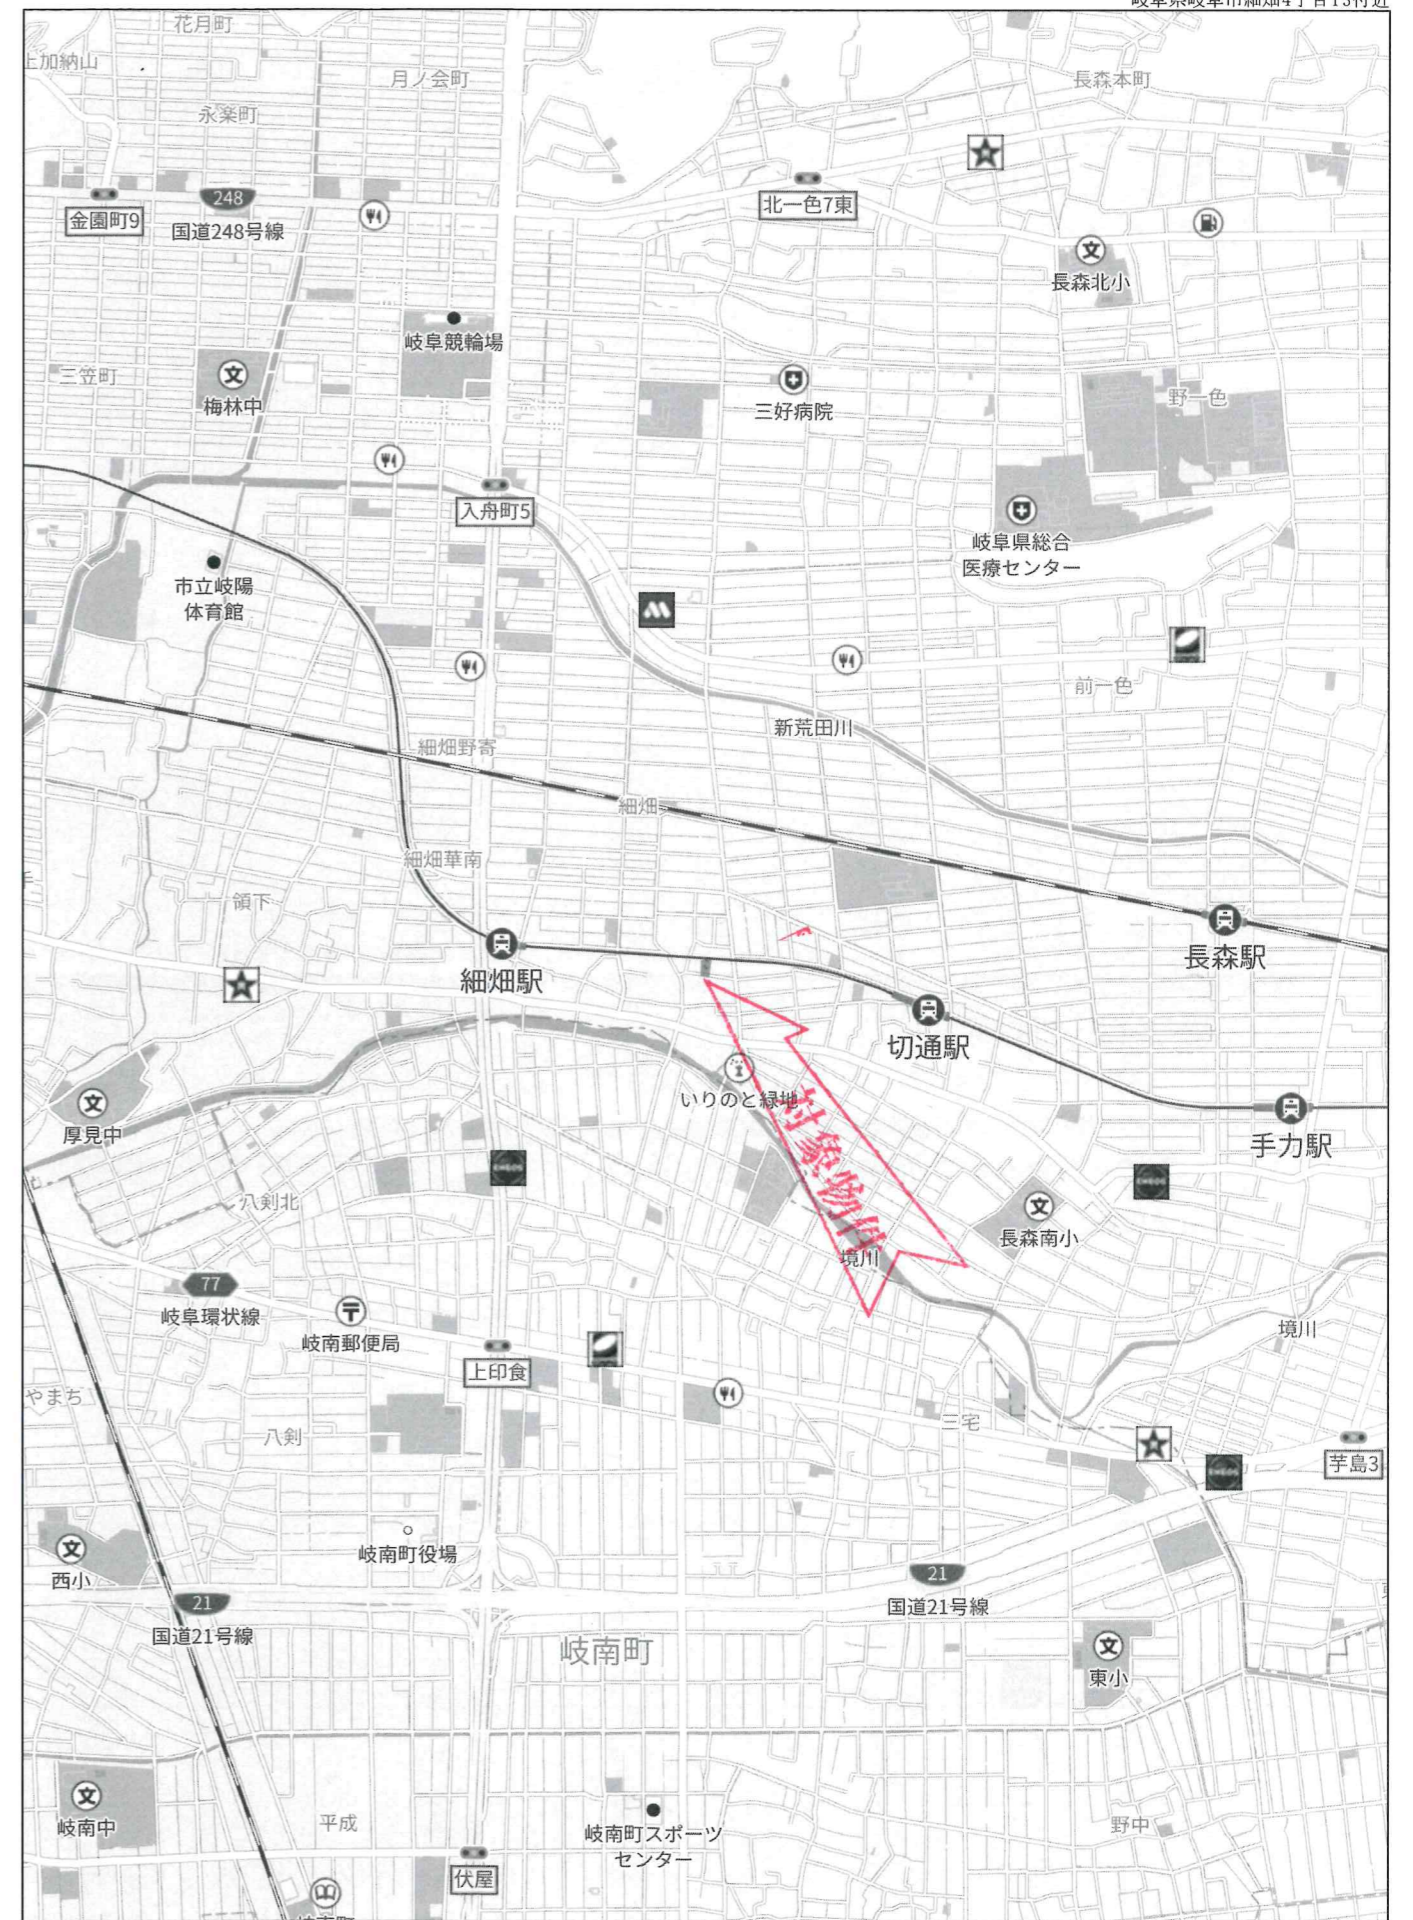 岐阜県岐阜市細畑4丁目13付近
花月町
上加納山
月ノ会町
長森本町
永楽町
248
金園町9
国道248号線
北一色7東
文
長森北小
岐阜競輪場
三笠町
文
梅林中
三好病院
野一色
入舟町5
岐阜県総合
医療センター
市立岐陽
体育館
前一色
新荒田川
細畑野寄
細畑
細畑華南
領下
細畑駅
長森駅
切通駅
いりのと緑地
文
厚見中
手力駅
対象物件
ENEOS
ENEOS
文
長森南小
八剣北
境川
77
岐阜環状線
岐南郵便局
境川
上印食
やまち
八剣
三宅
芋島3
ENEOS
岐南町役場
文
西小
21
国道21号線
21
国道21号線
岐南町
文
東小
文
岐南中
平成
岐南町スポーツ
センター
野中
伏屋